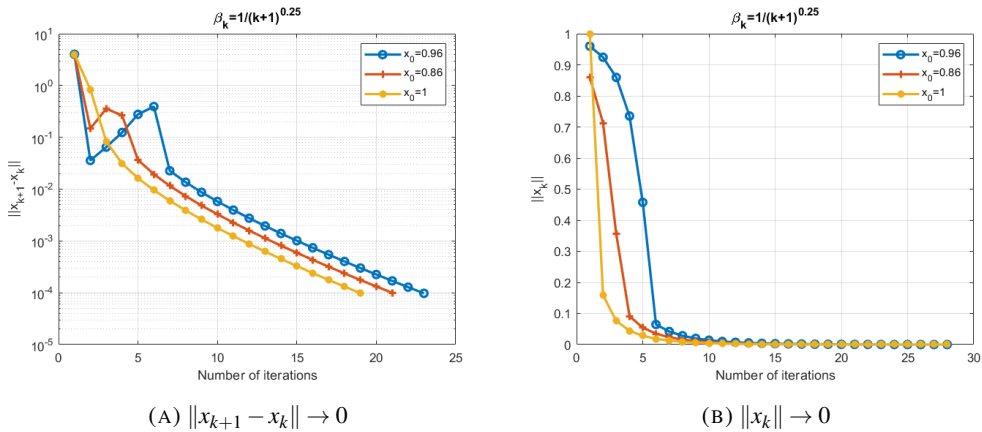 β_k=1/(k+1)^0.25
10^1
10^0
10^-1
10^-2
10^-3
10^-4
10^-5
||x_{k+1}-x_k||
0 5 10 15 20 25
Number of iterations
x_0=0.96
x_0=0.86
x_0=1
(A) ‖x_{k+1} − x_k‖ → 0
β_k=1/(k+1)^0.25
1
0.9
0.8
0.7
0.6
0.5
0.4
0.3
0.2
0.1
0
||x_k||
0 5 10 15 20 25 30
Number of iterations
x_0=0.96
x_0=0.86
x_0=1
(B) ‖x_k‖ → 0